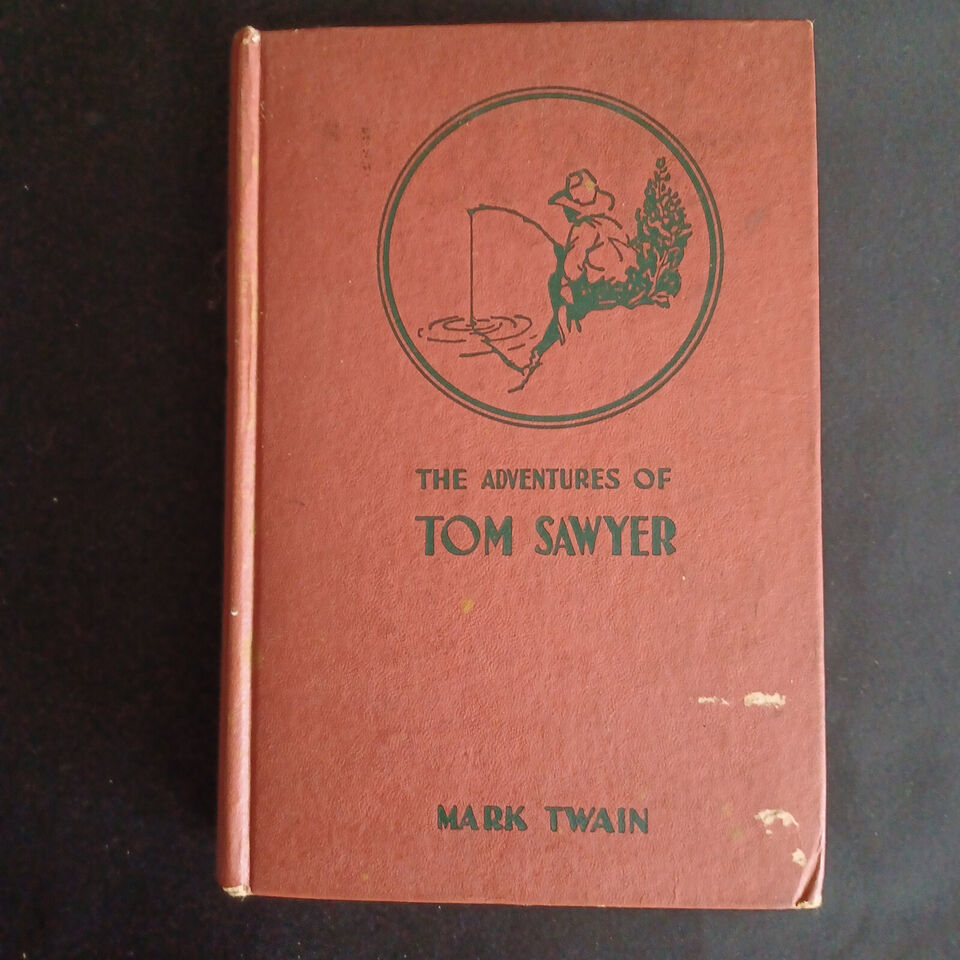 THE ADVENTURES OF
TOM SAWYER
MARK TWAIN